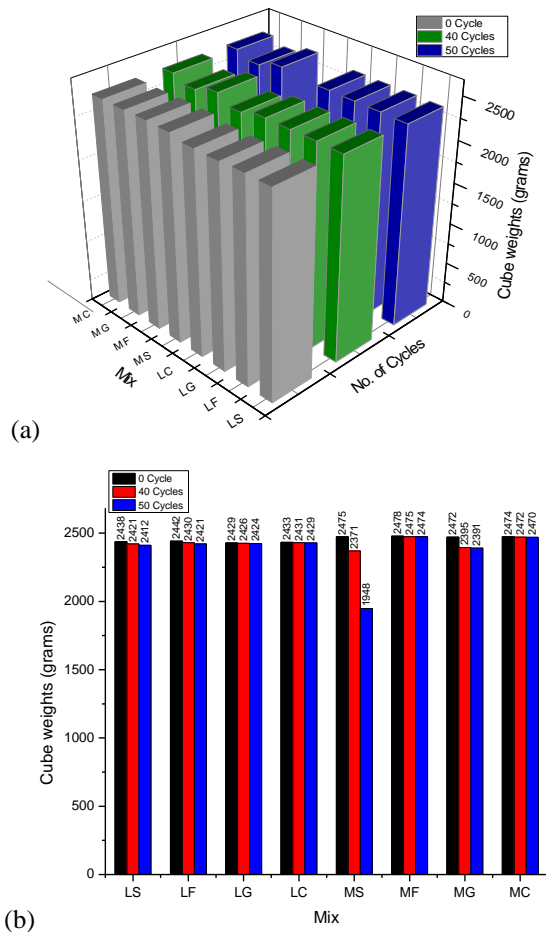 0 Cycle
40 Cycles
50 Cycles
2500
2000
1500
1000
500
0
Cube weights (grams)
MC
MG
MF
MS
LC
LG
LF
LS
Mix
No. of Cycles
(a)
0 Cycle
40 Cycles
50 Cycles
2438 2421 2412 2442 2430 2421 2429 2426 2424 2433 2431 2429 2475 2371 1948 2478 2475 2474 2472 2395 2391 2474 2472 2470
2500
2000
1500
1000
500
0
Cube weights (grams)
LS LF LG LC MS MF MG MC
Mix
(b)